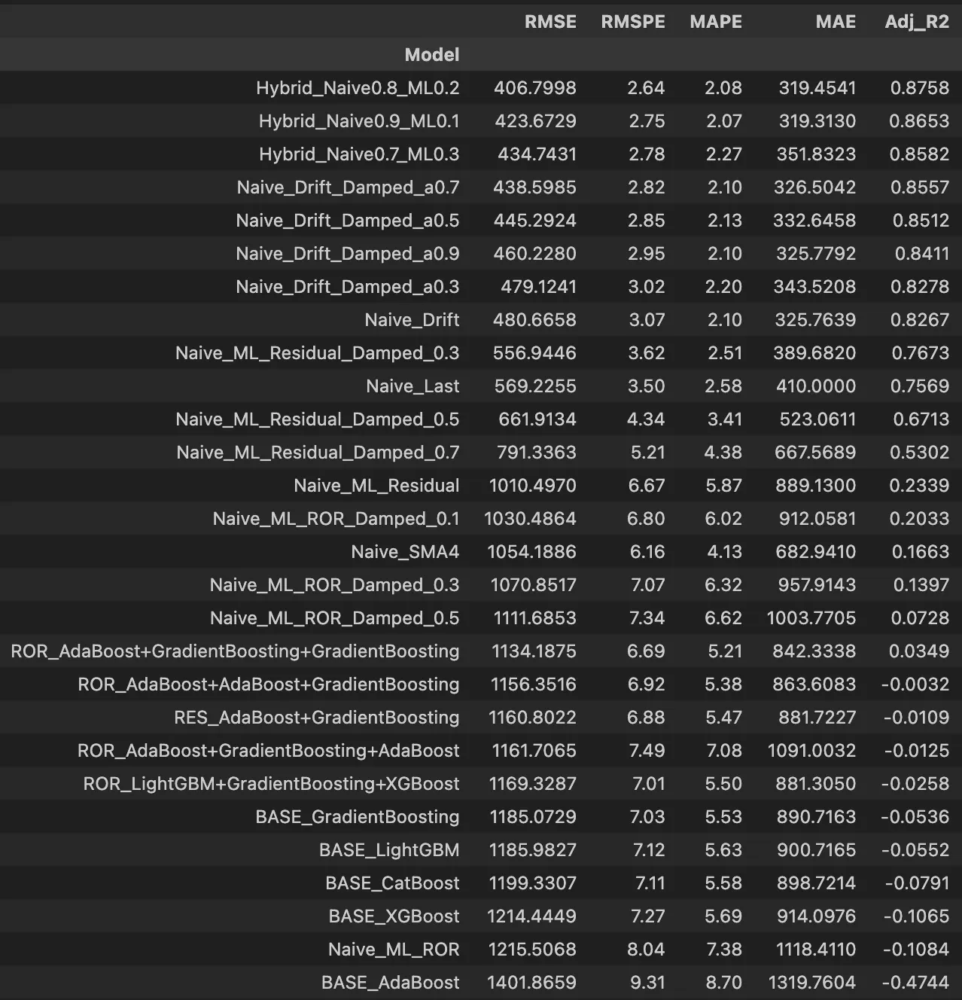 RMSE RMSPE MAPE MAE Adj_R2
Model
Hybrid_Naive0.8_ML0.2 406.7998 2.64 2.08 319.4541 0.8758
Hybrid_Naive0.9_ML0.1 423.6729 2.75 2.07 319.3130 0.8653
Hybrid_Naive0.7_ML0.3 434.7431 2.78 2.27 351.8323 0.8582
Naive_Drift_Damped_a0.7 438.5985 2.82 2.10 326.5042 0.8557
Naive_Drift_Damped_a0.5 445.2924 2.85 2.13 332.6458 0.8512
Naive_Drift_Damped_a0.9 460.2280 2.95 2.10 325.7792 0.8411
Naive_Drift_Damped_a0.3 479.1241 3.02 2.20 343.5208 0.8278
Naive_Drift 480.6658 3.07 2.10 325.7639 0.8267
Naive_ML_Residual_Damped_0.3 556.9446 3.62 2.51 389.6820 0.7673
Naive_Last 569.2255 3.50 2.58 410.0000 0.7569
Naive_ML_Residual_Damped_0.5 661.9134 4.34 3.41 523.0611 0.6713
Naive_ML_Residual_Damped_0.7 791.3363 5.21 4.38 667.5689 0.5302
Naive_ML_Residual 1010.4970 6.67 5.87 889.1300 0.2339
Naive_ML_ROR_Damped_0.1 1030.4864 6.80 6.02 912.0581 0.2033
Naive_SMA4 1054.1886 6.16 4.13 682.9410 0.1663
Naive_ML_ROR_Damped_0.3 1070.8517 7.07 6.32 957.9143 0.1397
Naive_ML_ROR_Damped_0.5 1111.6853 7.34 6.62 1003.7705 0.0728
ROR_AdaBoost+GradientBoosting+GradientBoosting 1134.1875 6.69 5.21 842.3338 0.0349
ROR_AdaBoost+AdaBoost+GradientBoosting 1156.3516 6.92 5.38 863.6083 -0.0032
RES_AdaBoost+GradientBoosting 1160.8022 6.88 5.47 881.7227 -0.0109
ROR_AdaBoost+GradientBoosting+AdaBoost 1161.7065 7.49 7.08 1091.0032 -0.0125
ROR_LightGBM+GradientBoosting+XGBoost 1169.3287 7.01 5.50 881.3050 -0.0258
BASE_GradientBoosting 1185.0729 7.03 5.53 890.7163 -0.0536
BASE_LightGBM 1185.9827 7.12 5.63 900.7165 -0.0552
BASE_CatBoost 1199.3307 7.11 5.58 898.7214 -0.0791
BASE_XGBoost 1214.4449 7.27 5.69 914.0976 -0.1065
Naive_ML_ROR 1215.5068 8.04 7.38 1118.4110 -0.1084
BASE_AdaBoost 1401.8659 9.31 8.70 1319.7604 -0.4744